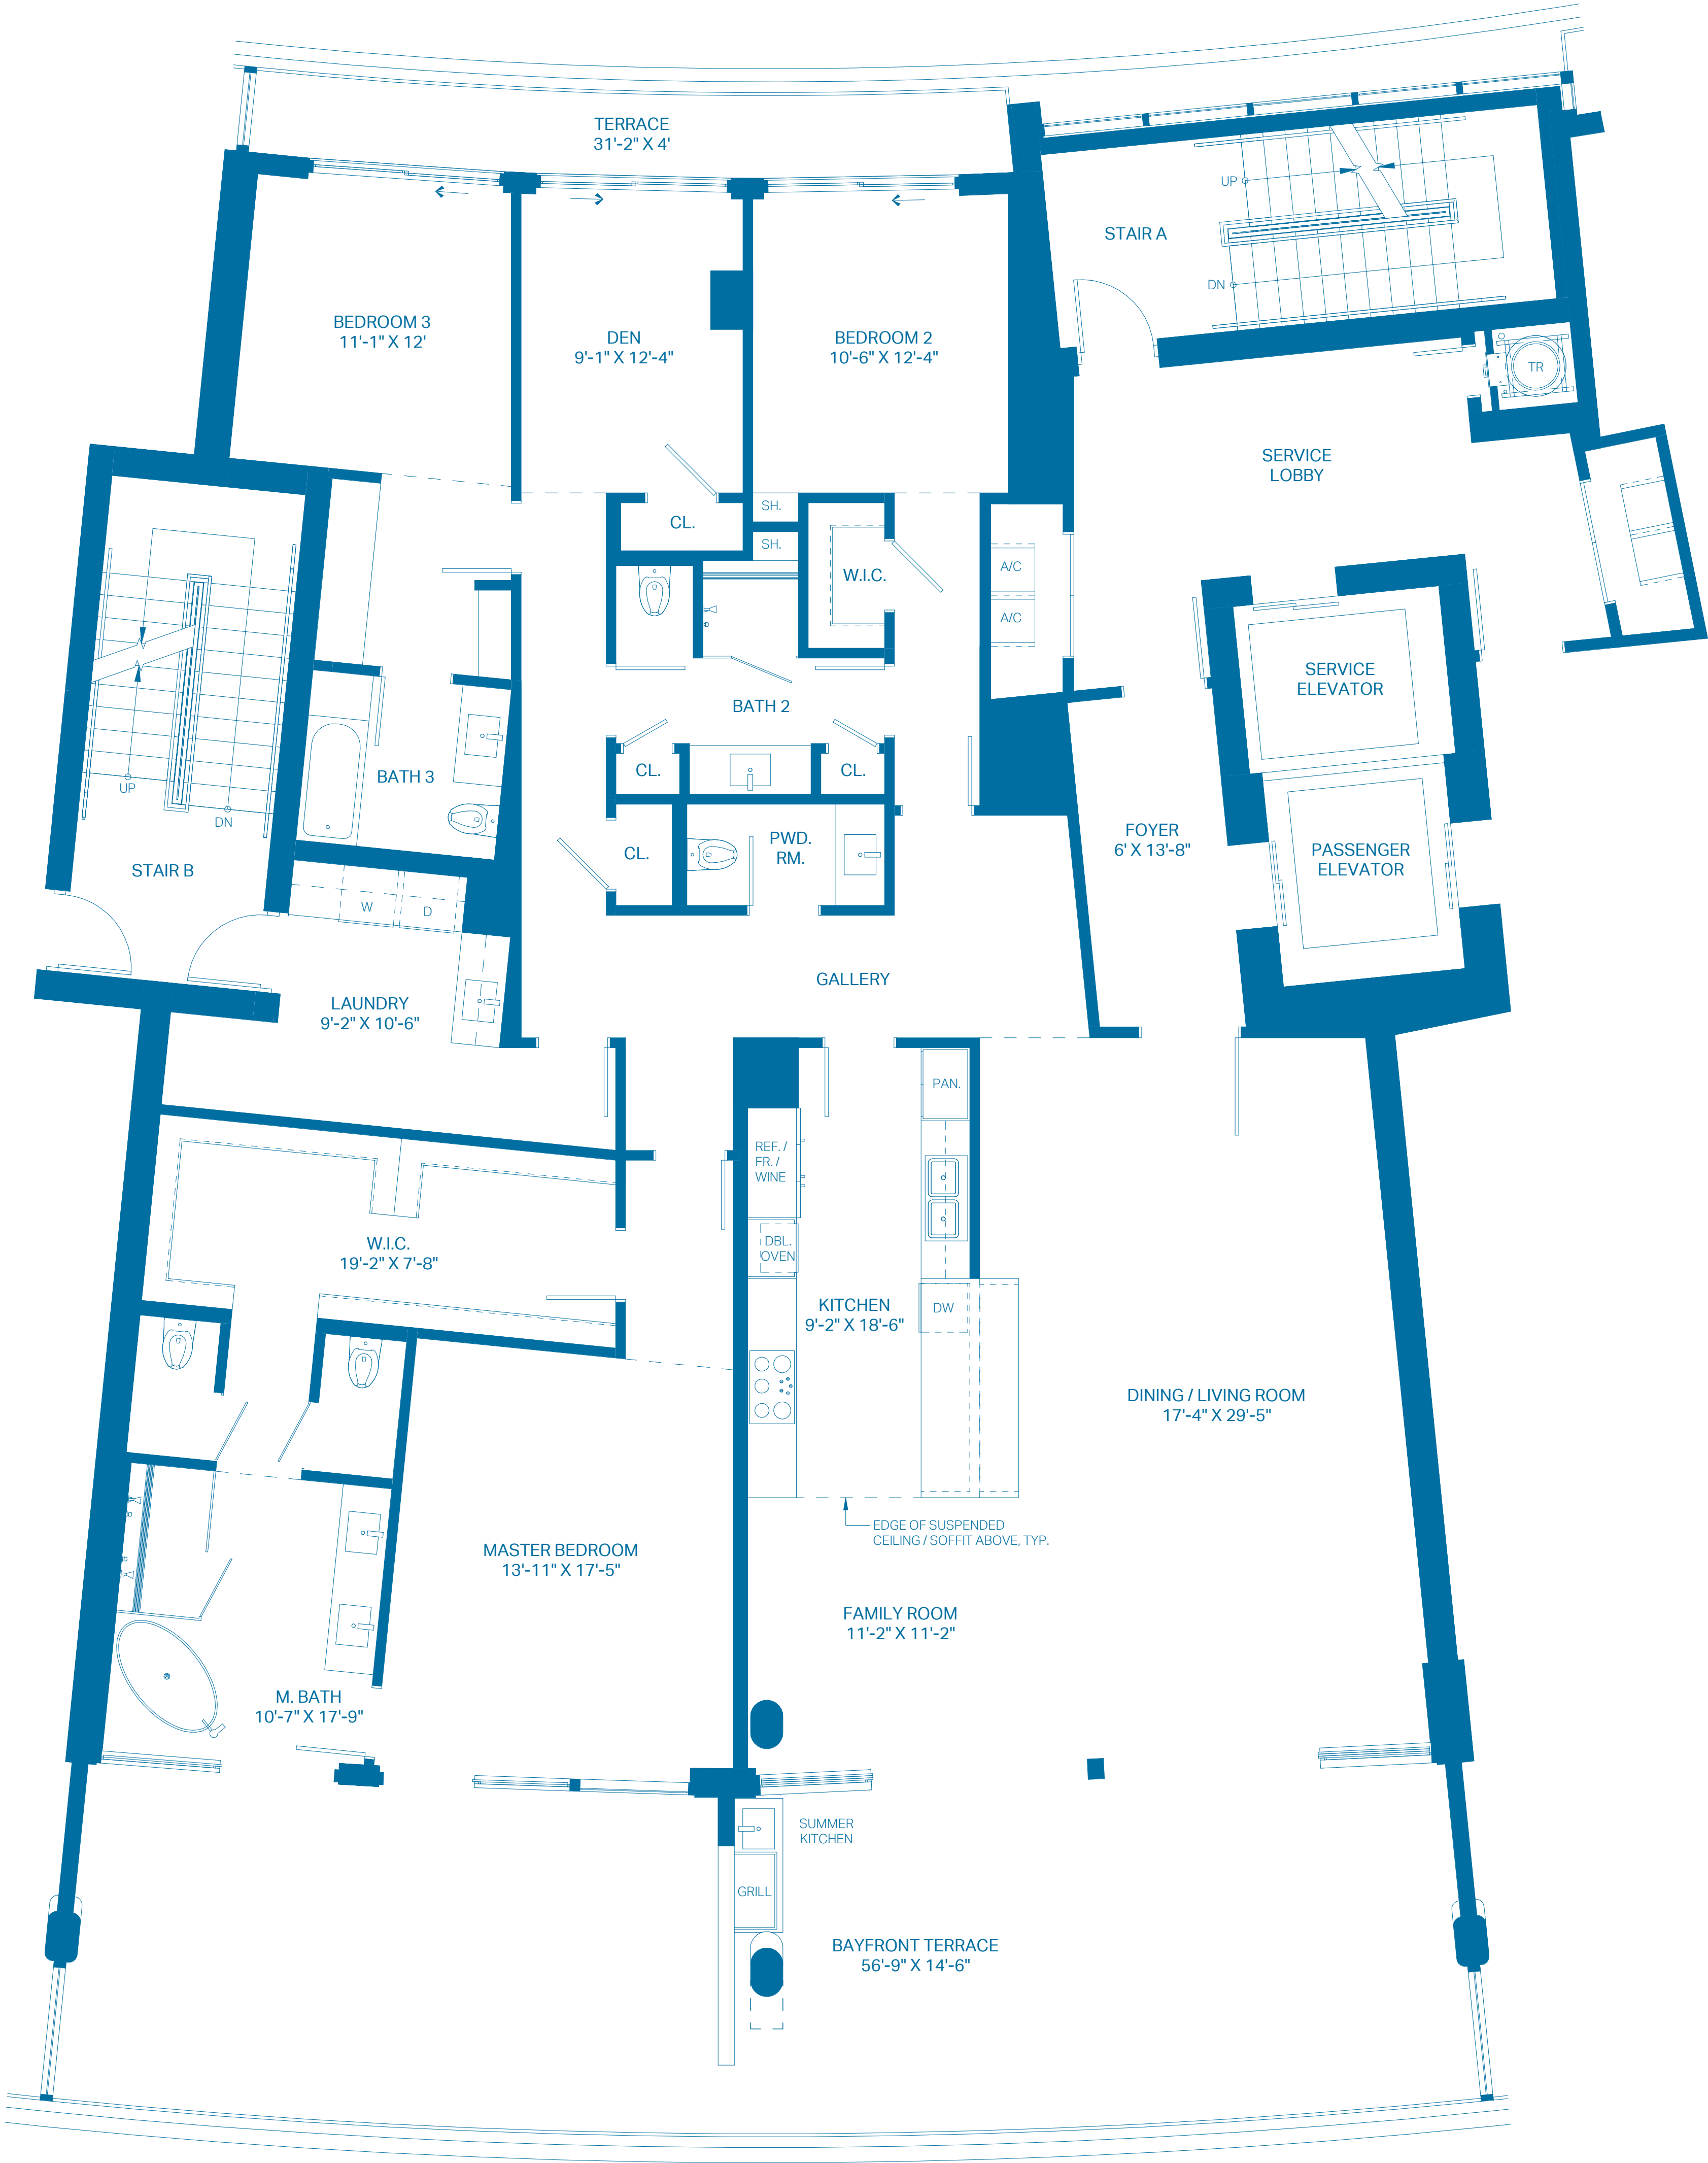 TERRACE
31'-2" X 4'
UP
STAIR A
DN
BEDROOM 3
11'-1" X 12'
DEN
9'-1" X 12'-4"
BEDROOM 2
10'-6" X 12'-4"
TR
SERVICE
LOBBY
CL.
SH.
SH.
W.I.C.
A/C
A/C
SERVICE
ELEVATOR
BATH 2
BATH 3
CL.
CL.
UP
DN
STAIR B
CL.
PWD.
RM.
FOYER
6' X 13'-8"
PASSENGER
ELEVATOR
W
D
GALLERY
LAUNDRY
9'-2" X 10'-6"
PAN.
REF. /
FR. /
WINE
DBL.
OVEN
W.I.C.
19'-2" X 7'-8"
KITCHEN
9'-2" X 18'-6"
DW
DINING / LIVING ROOM
17'-4" X 29'-5"
EDGE OF SUSPENDED
CEILING / SOFFIT ABOVE, TYP.
MASTER BEDROOM
13'-11" X 17'-5"
FAMILY ROOM
11'-2" X 11'-2"
M. BATH
10'-7" X 17'-9"
SUMMER
KITCHEN
GRILL
BAYFRONT TERRACE
56'-9" X 14'-6"